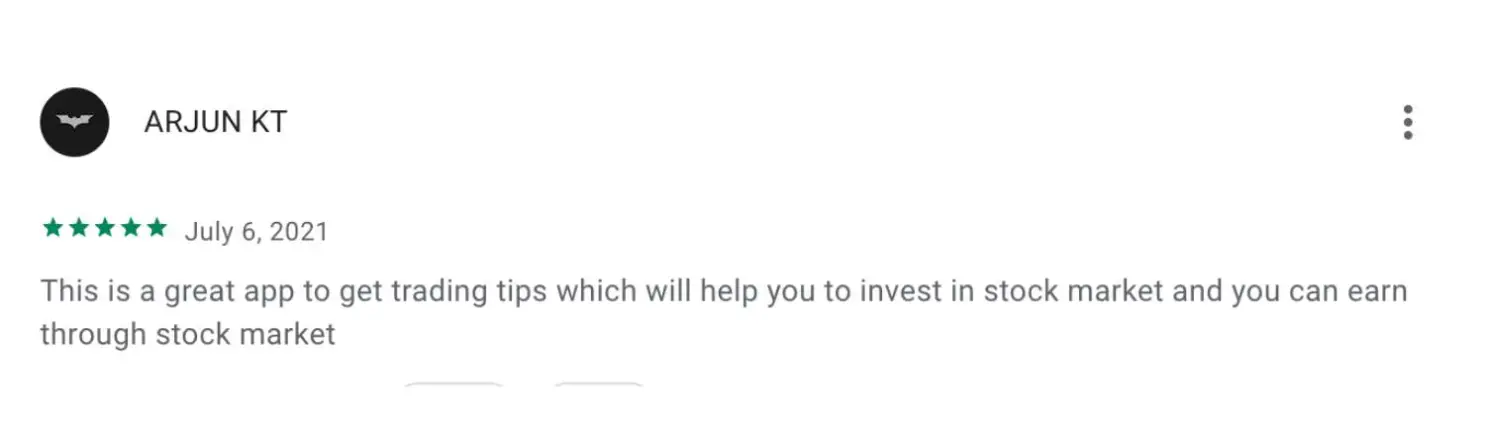 ARJUN KT
July 6, 2021
This is a great app to get trading tips which will help you to invest in stock market and you can earn
through stock market